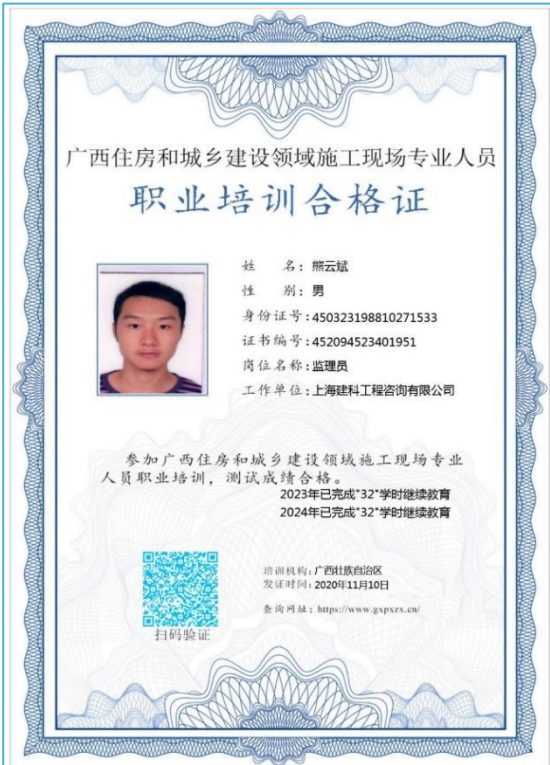 广西住房和城乡建设领域施工现场专业人员
职业培训合格证
姓 名：熊云斌
性 别：男
身份证号：450323198810271533
证书编号：452094523401951
岗位名称：监理员
工作单位：上海建科工程咨询有限公司
参加广西住房和城乡建设领域施工现场专业
人员职业培训，测试成绩合格。
2023年已完成"32"学时继续教育
2024年已完成"32"学时继续教育
培训机构：广西壮族自治区
发证时间：2020年11月10日
查询网址：https://www.gxpxzx.cn/
扫码验证